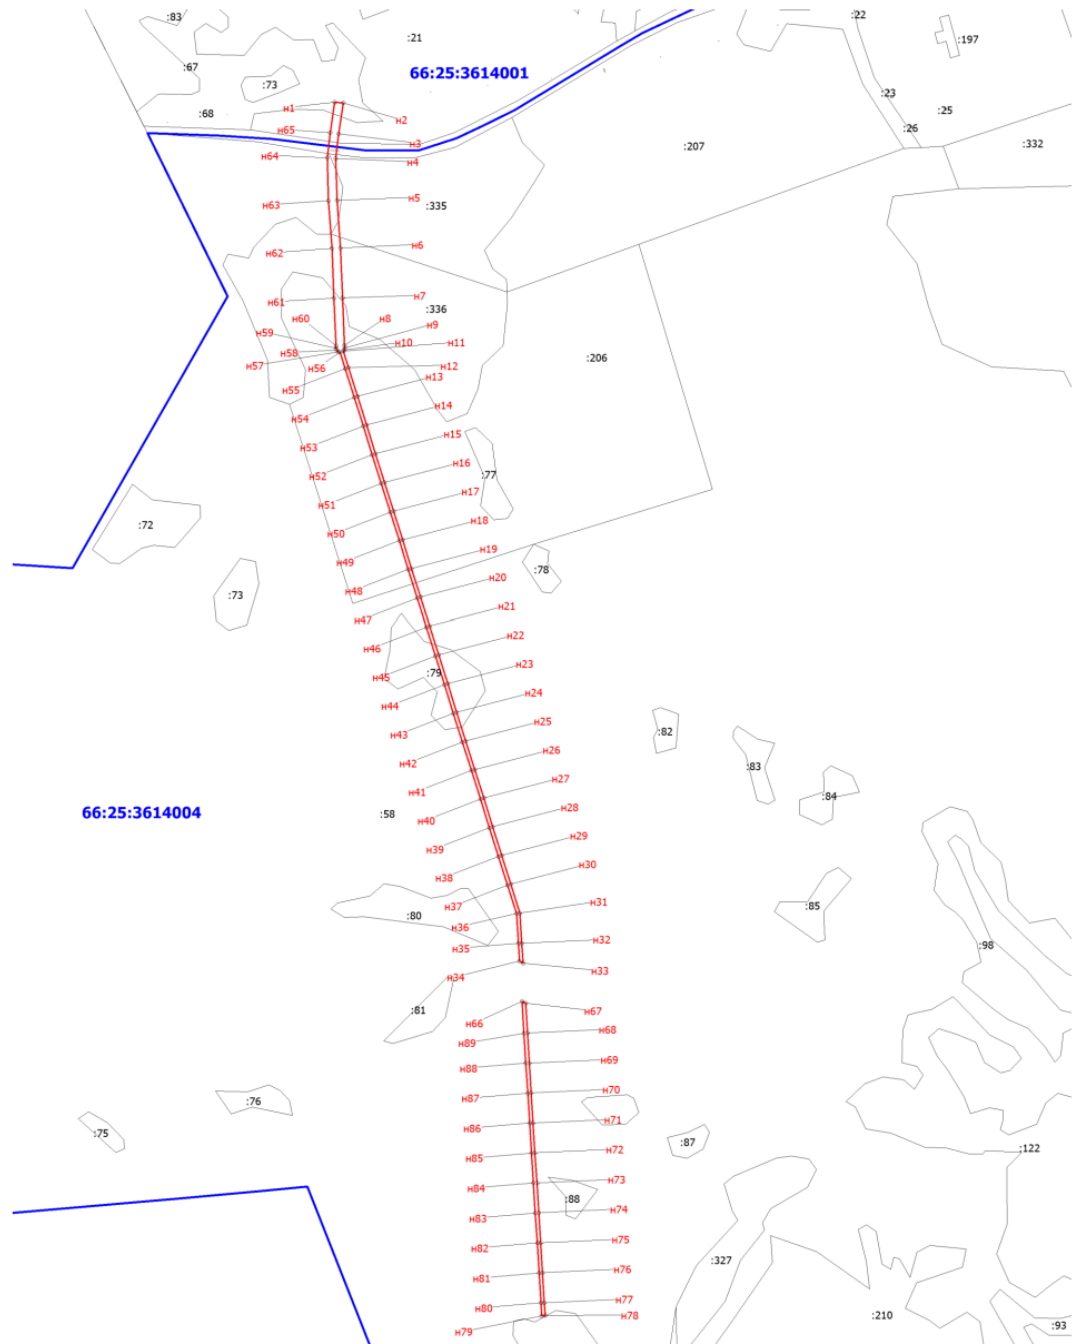 :83
:22
:21
:197
:67
66:25:3614001
:73
:23
н1
:68
:25
н2
н65
:26
н3
:332
:207
н64
н4
н5
н63
:335
н6
н62
н7
н61
:336
н60
н8
н9
н59
н10
н11
н58
:206
н57
н56
н12
н13
н55
н14
н54
н15
н53
н16
н52
:77
н17
н51
н18
:72
н50
н19
н49
:78
н20
н48
:73
н21
н47
н22
н46
н23
:79
н45
н24
н44
н25
:82
н43
н26
н42
:83
н27
н41
:84
н28
66:25:3614004
:58
н40
н29
н39
н30
н38
н31
:85
н37
:80
н36
н32
:98
н35
н33
н34
:81
н67
н66
н68
н89
н69
н88
н70
н87
:76
н71
н86
:75
:87
н72
:122
н85
н73
н84
:88
н74
н83
н75
н82
:327
н76
н81
н77
н80
н78
:210
:93
н79